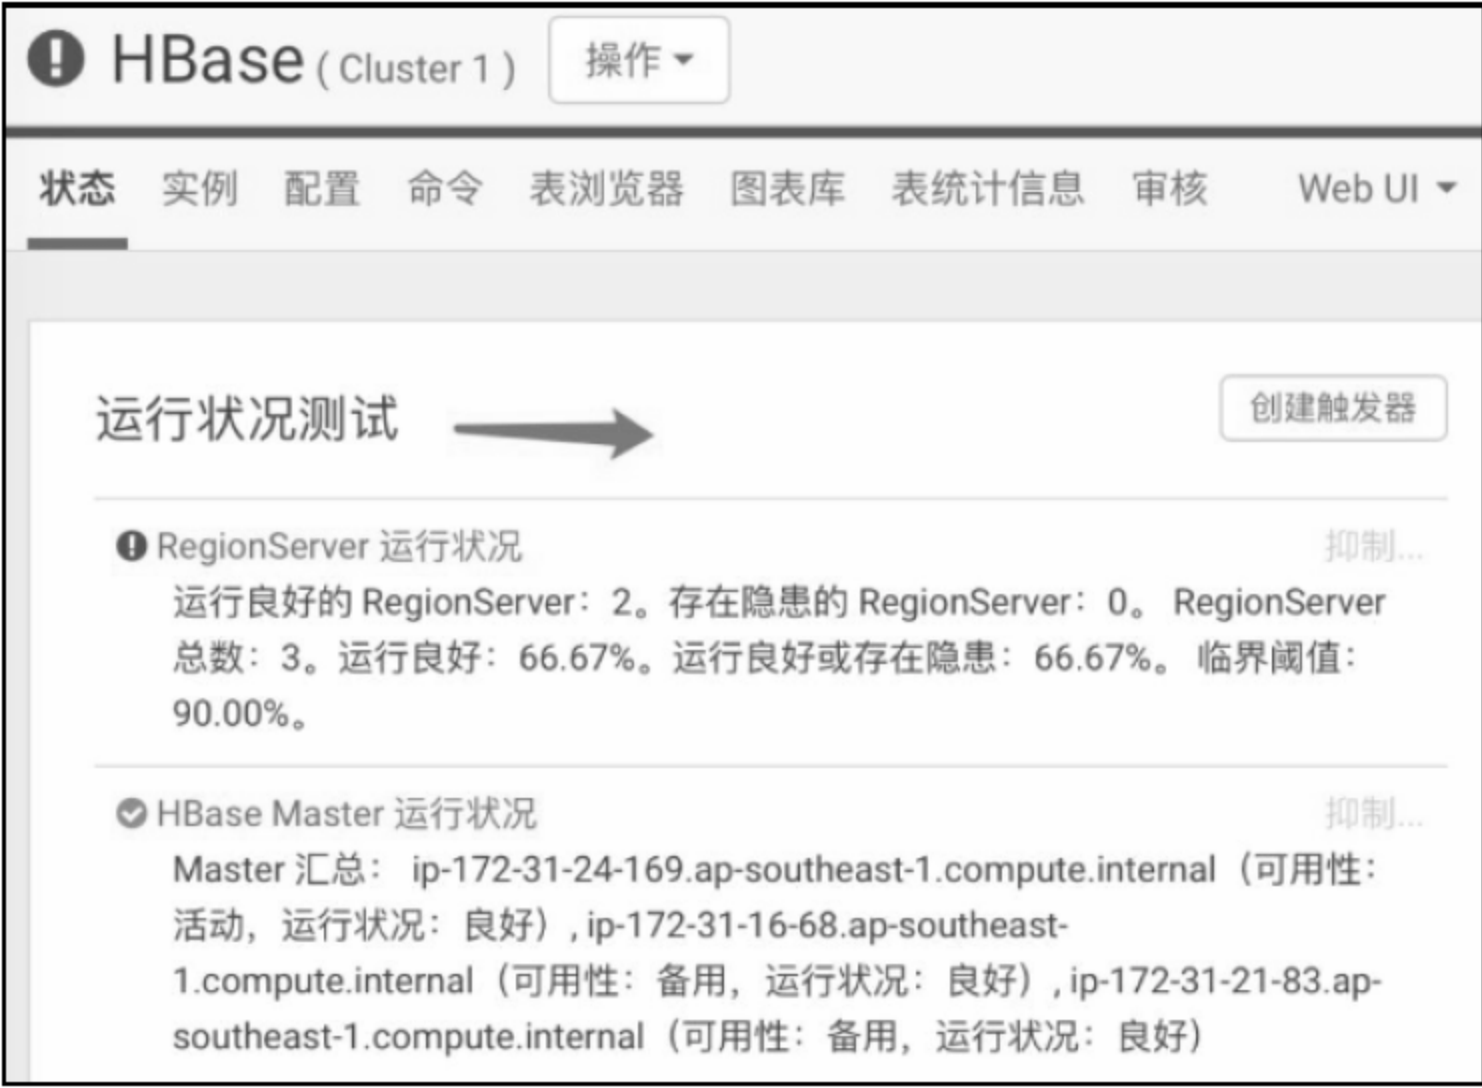 HBase ( Cluster 1 ) 操作
状态 实例 配置 命令 表浏览器 图表库 表统计信息 审核 Web UI
运行状况测试 创建触发器
RegionServer 运行状况 抑制...
运行良好的 RegionServer：2。存在隐患的 RegionServer：0。 RegionServer
总数：3。运行良好：66.67%。运行良好或存在隐患：66.67%。 临界阈值：
90.00%。
HBase Master 运行状况 抑制...
Master 汇总： ip-172-31-24-169.ap-southeast-1.compute.internal（可用性：
活动，运行状况：良好）, ip-172-31-16-68.ap-southeast-
1.compute.internal（可用性：备用，运行状况：良好）, ip-172-31-21-83.ap-
southeast-1.compute.internal（可用性：备用，运行状况：良好）